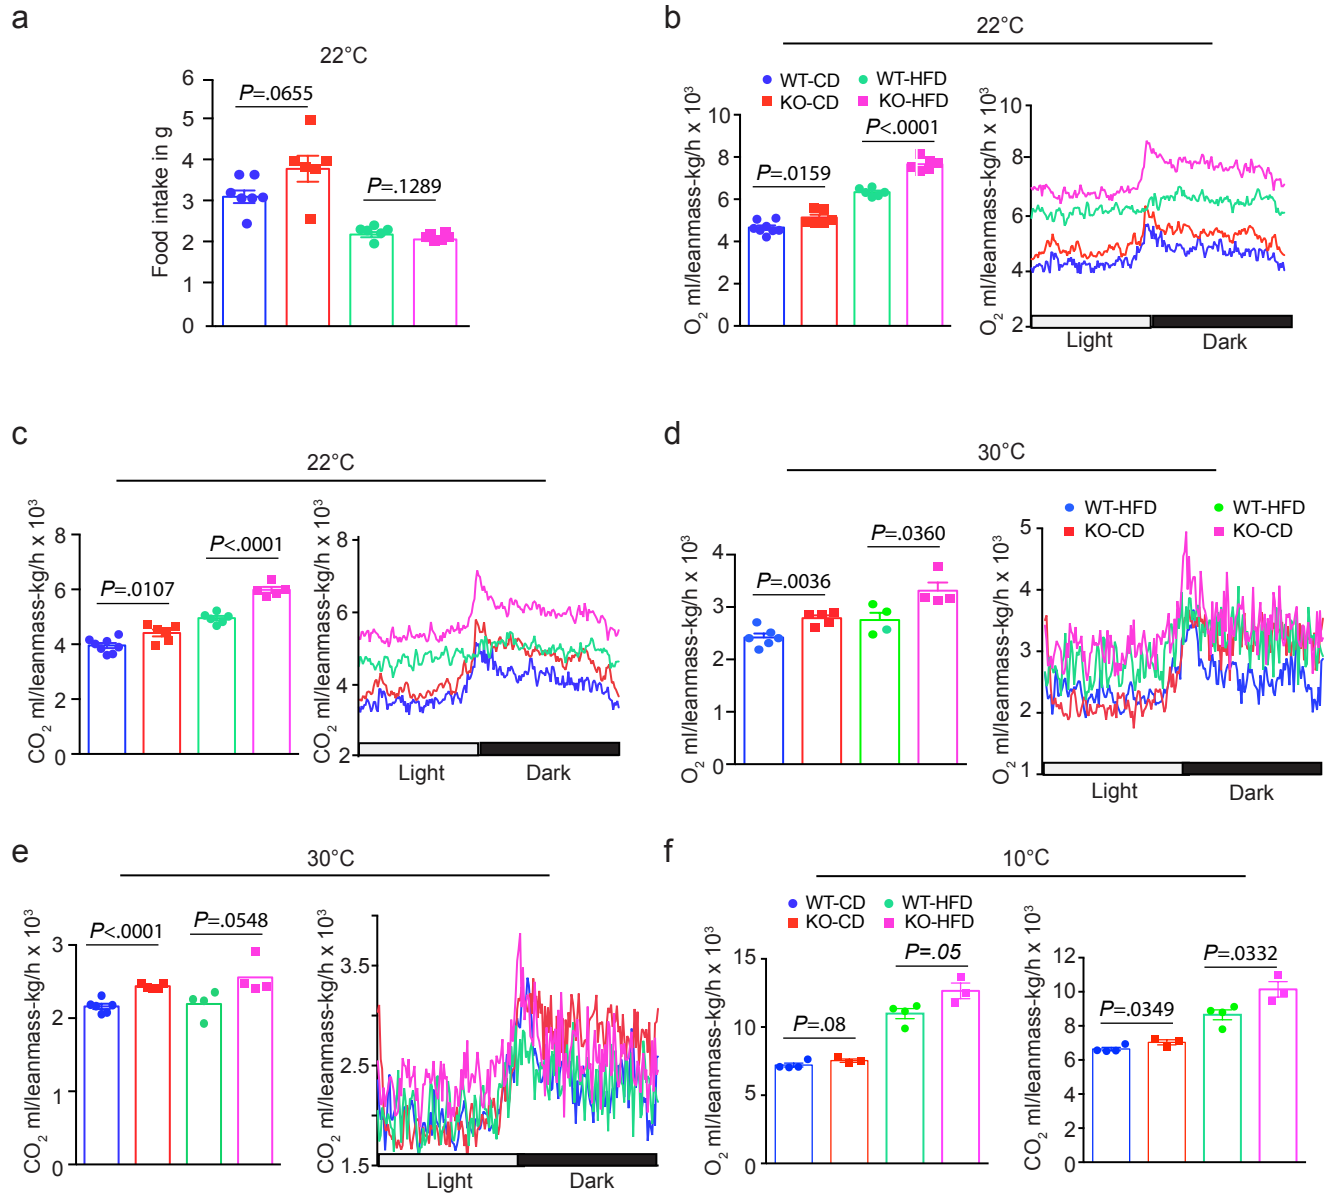 a
22°C
Food intake in g
6
5
4
3
2
1
0
P=.0655
P=.1289
b
22°C
WT-CD
WT-HFD
KO-CD
KO-HFD
O2 ml/leanmass-kg/h x 10³
10
8
6
4
2
0
P=.0159
P<.0001
O2 ml/leanmass-kg/h x 10³
10
8
6
4
2
Light
Dark
c
22°C
CO2 ml/leanmass-kg/h x 10³
8
6
4
2
0
P=.0107
P<.0001
CO2 ml/leanmass-kg/h x 10³
8
6
4
2
Light
Dark
d
30°C
WT-HFD
WT-HFD
KO-CD
KO-CD
O2 ml/leanmass-kg/h x 10³
4
3
2
1
0
P=.0036
P=.0360
O2 ml/leanmass-kg/h x 10³
5
4
3
2
1
Light
Dark
e
30°C
CO2 ml/leanmass-kg/h x 10³
3
2
1
0
P<.0001
P=.0548
CO2 ml/leanmass-kg/h x 10³
3.5
2.5
1.5
Light
Dark
f
10°C
WT-CD
WT-HFD
KO-CD
KO-HFD
O2 ml/leanmass-kg/h x 10³
15
10
5
0
P=.08
P=.05
CO2 ml/leanmass-kg/h x 10³
12
10
8
6
4
2
0
P=.0349
P=.0332